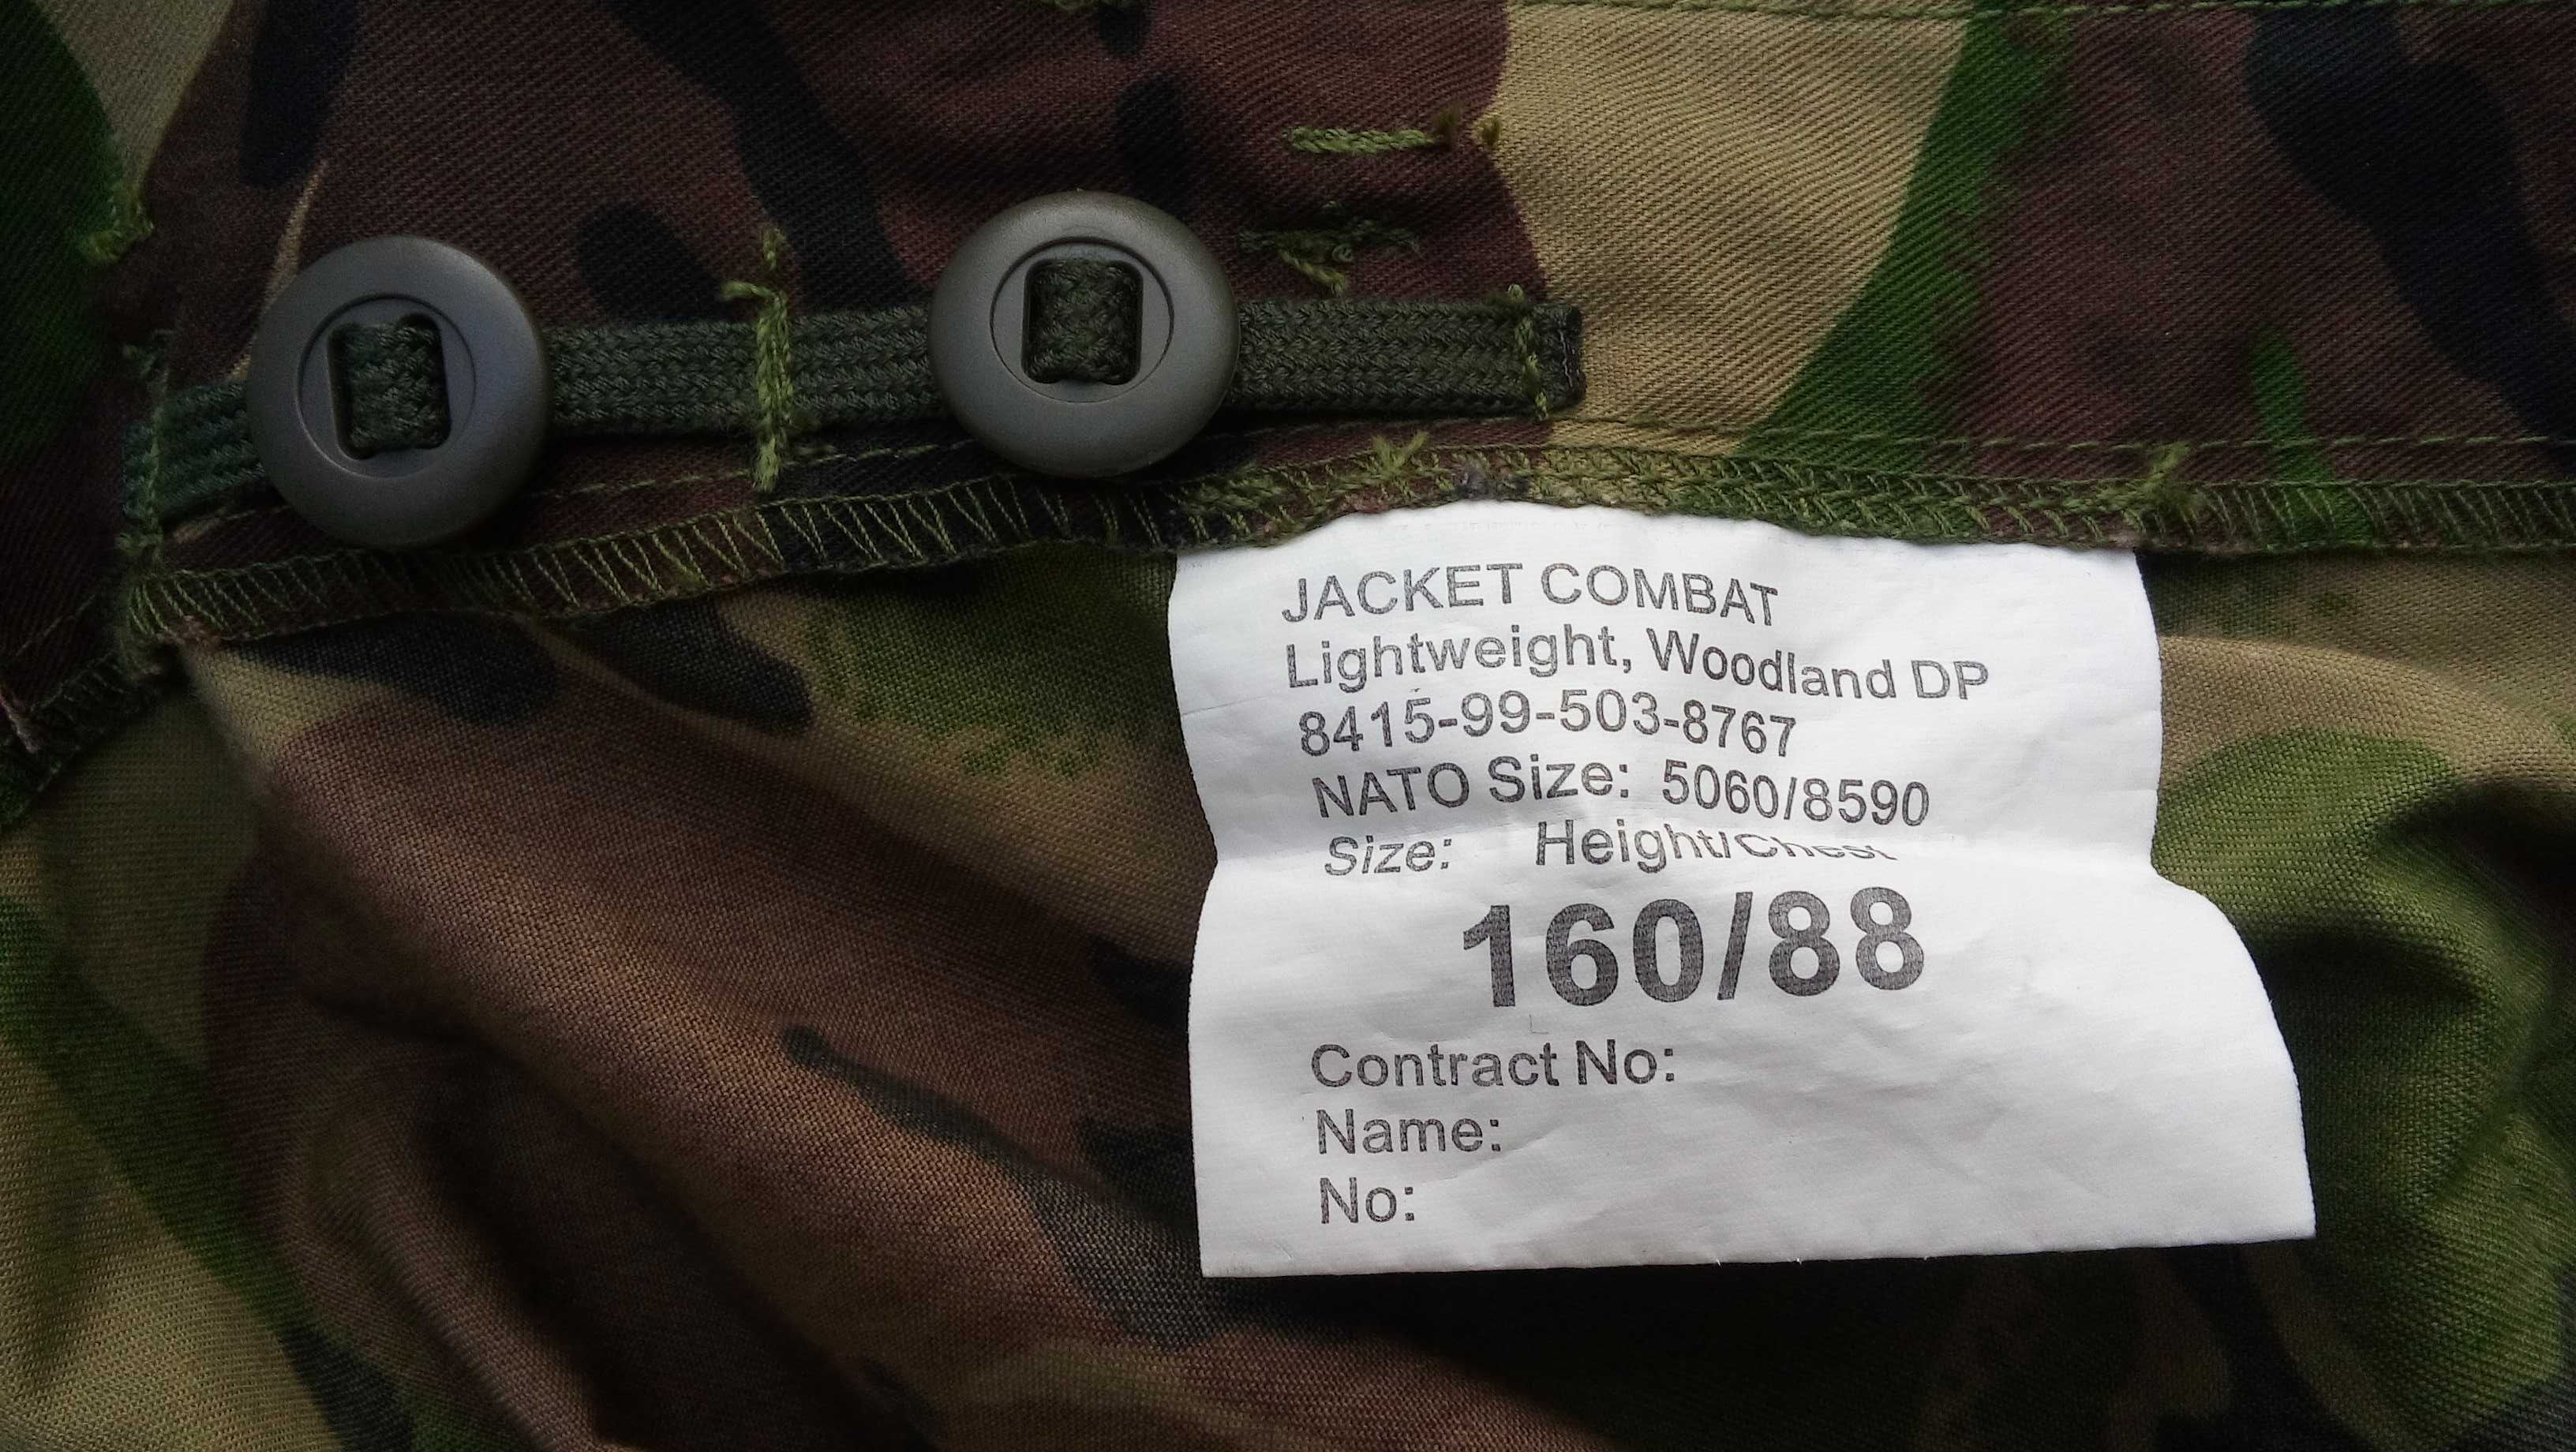 JACKET COMBAT
Lightweight, Woodland DP
8415-99-503-8767
NATO Size: 5060/8590
Size: Height/Chest
160/88
Contract No:
Name:
No: